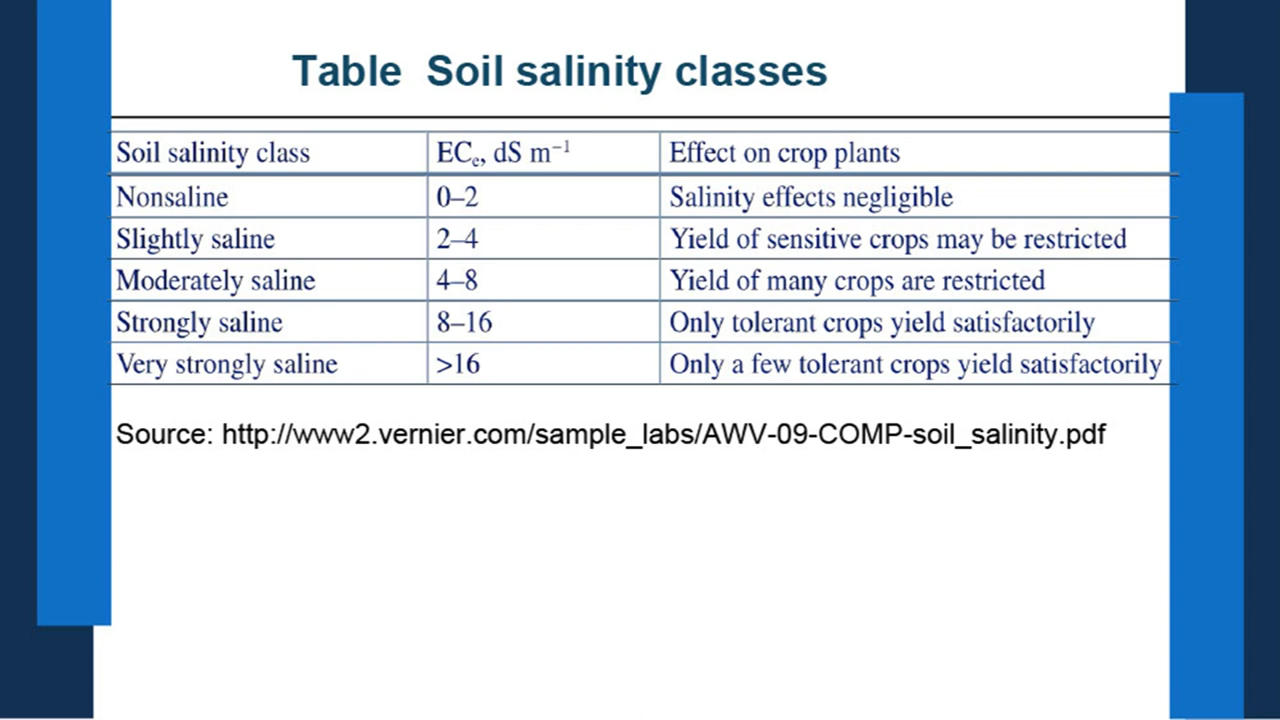 Table  Soil salinity classes
Soil salinity class ECₑ, dS m⁻¹ Effect on crop plants
Nonsaline 0–2 Salinity effects negligible
Slightly saline 2–4 Yield of sensitive crops may be restricted
Moderately saline 4–8 Yield of many crops are restricted
Strongly saline 8–16 Only tolerant crops yield satisfactorily
Very strongly saline >16 Only a few tolerant crops yield satisfactorily
Source: http://www2.vernier.com/sample_labs/AWV-09-COMP-soil_salinity.pdf